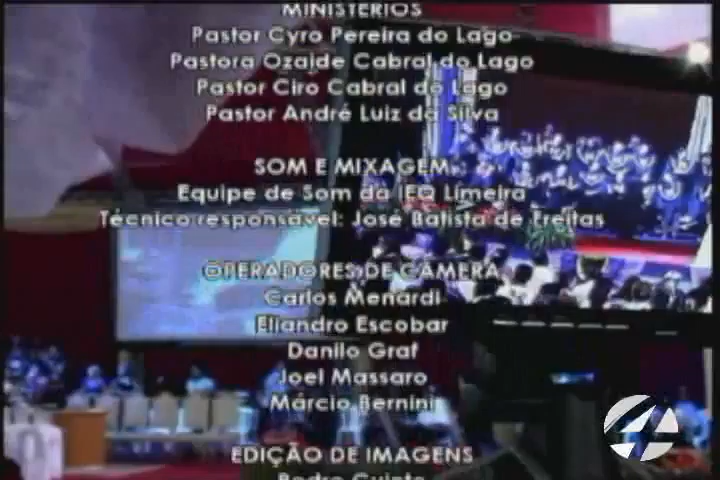 MINISTÉRIOS
Pastor Cyro Pereira do Lago
Pastora Ozaide Cabral do Lago
Pastor Ciro Cabral do Lago
Pastor André Luiz da Silva
SOM E MIXAGEM
Equipe de Som da IEQ Limeira
Técnico responsável: José Batista de Freitas
OPERADORES DE CÂMERA
Carlos Menardi
Eliandro Escobar
Danilo Graf
Joel Massaro
Márcio Bernini
EDIÇÃO DE IMAGENS